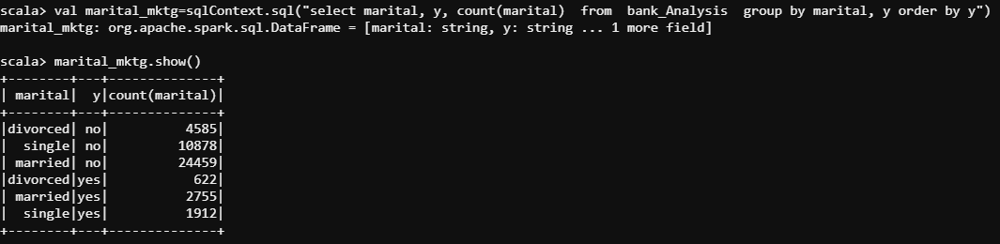 scala> val marital_mktg=sqlContext.sql("select marital, y, count(marital)  from  bank_Analysis  group by marital, y order by y")
marital_mktg: org.apache.spark.sql.DataFrame = [marital: string, y: string ... 1 more field]

scala> marital_mktg.show()
+--------+---+--------------+
| marital|  y|count(marital)|
+--------+---+--------------+
|divorced| no|          4585|
|  single| no|         10878|
| married| no|         24459|
|divorced|yes|           622|
| married|yes|          2755|
|  single|yes|          1912|
+--------+---+--------------+